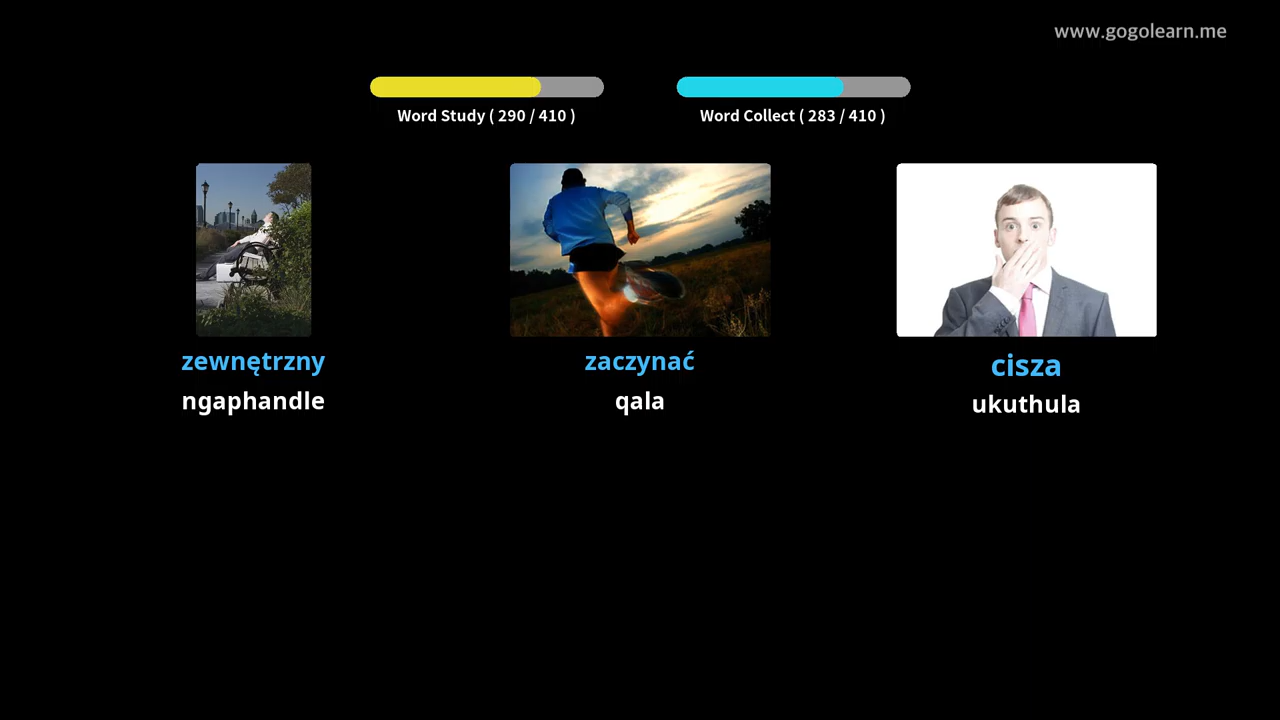 www.gogolearn.me
Word Study ( 290 / 410 )
Word Collect ( 283 / 410 )
zewnętrzny
ngaphandle
zaczynać
qala
cisza
ukuthula